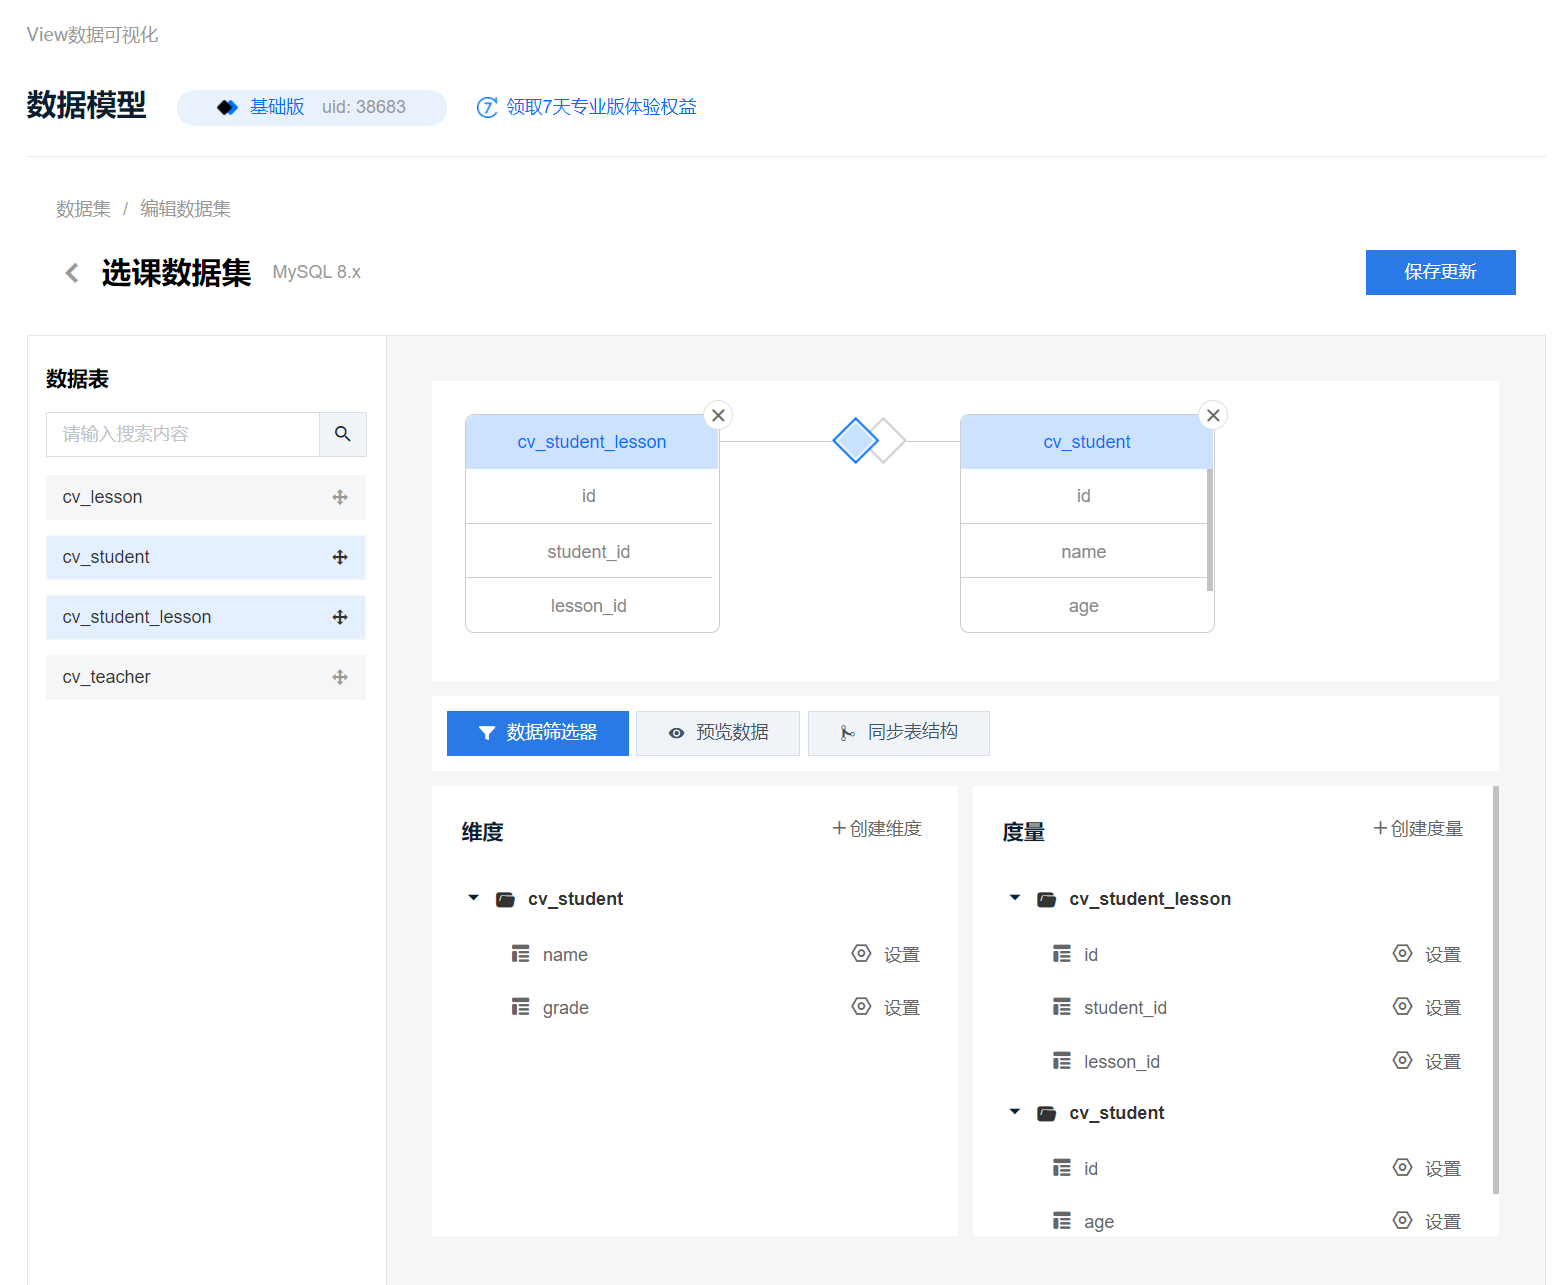 View数据可视化
数据模型 基础版 uid: 38683 7 领取7天专业版体验权益
数据集 / 编辑数据集
选课数据集 MySQL 8.x 保存更新
数据表
请输入搜索内容
cv_lesson
cv_student
cv_student_lesson
cv_teacher
cv_student_lesson
id
student_id
lesson_id
cv_student
id
name
age
数据筛选器 预览数据 同步表结构
维度 +创建维度
cv_student
name 设置
grade 设置
度量 +创建度量
cv_student_lesson
id 设置
student_id 设置
lesson_id 设置
cv_student
id 设置
age 设置